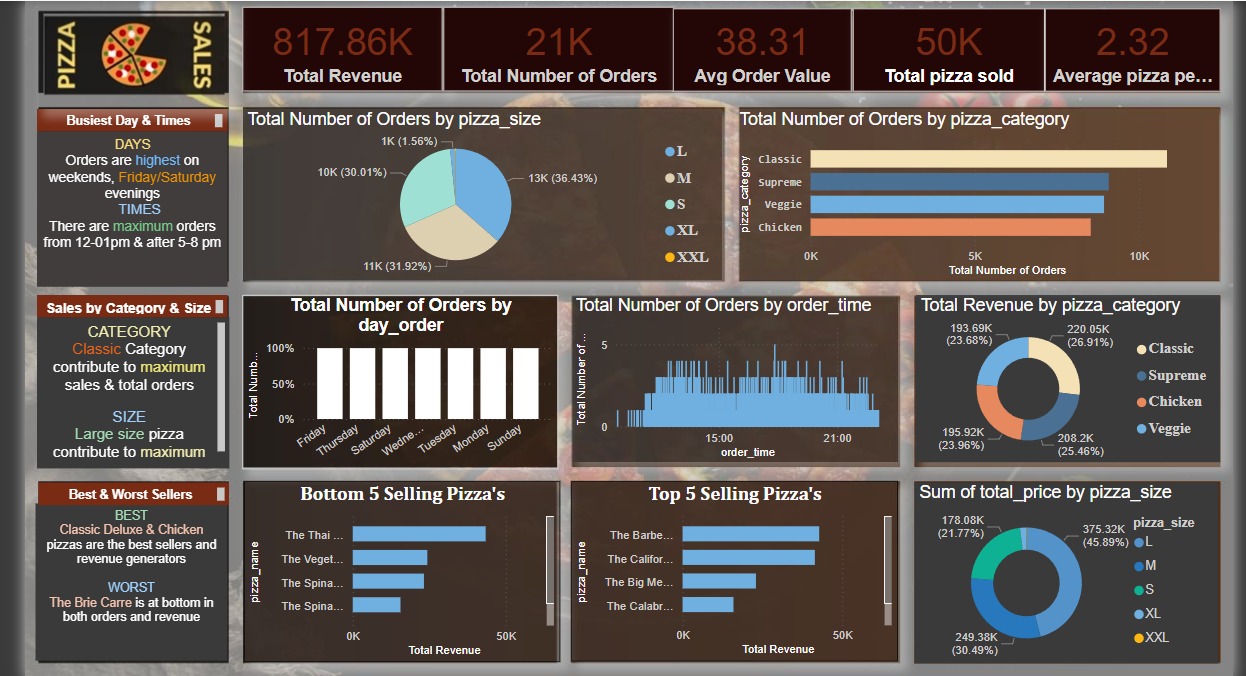 PIZZA
SALES
817.86K
Total Revenue
21K
Total Number of Orders
38.31
Avg Order Value
50K
Total pizza sold
2.32
Average pizza pe...
Busiest Day & Times
DAYS
Orders are highest on
weekends, Friday/Saturday
evenings
TIMES
There are maximum orders
from 12-01pm & after 5-8 pm
Total Number of Orders by pizza_size
1K (1.56%)
10K (30.01%)
13K (36.43%)
11K (31.92%)
L
M
S
XL
XXL
Total Number of Orders by pizza_category
pizza_category
Classic
Supreme
Veggie
Chicken
0K
5K
10K
Total Number of Orders
Sales by Category & Size
CATEGORY
Classic Category
contribute to maximum
sales & total orders
SIZE
Large size pizza
contribute to maximum
Total Number of Orders by
day_order
Total Numb...
100%
50%
0%
Friday
Thursday
Saturday
Wedne...
Tuesday
Monday
Sunday
Total Number of Orders by order_time
Total Number of ...
5
0
15:00
21:00
order_time
Total Revenue by pizza_category
193.69K
(23.68%)
220.05K
(26.91%)
195.92K
(23.96%)
208.2K
(25.46%)
Classic
Supreme
Chicken
Veggie
Best & Worst Sellers
BEST
Classic Deluxe & Chicken
pizzas are the best sellers and
revenue generators
WORST
The Brie Carre is at bottom in
both orders and revenue
Bottom 5 Selling Pizza's
pizza_name
The Thai ...
The Veget...
The Spina...
The Spina...
0K
50K
Total Revenue
Top 5 Selling Pizza's
pizza_name
The Barbe...
The Califor...
The Big Me...
The Calabr...
0K
50K
Total Revenue
Sum of total_price by pizza_size
178.08K
(21.77%)
375.32K
(45.89%)
249.38K
(30.49%)
pizza_size
L
M
S
XL
XXL